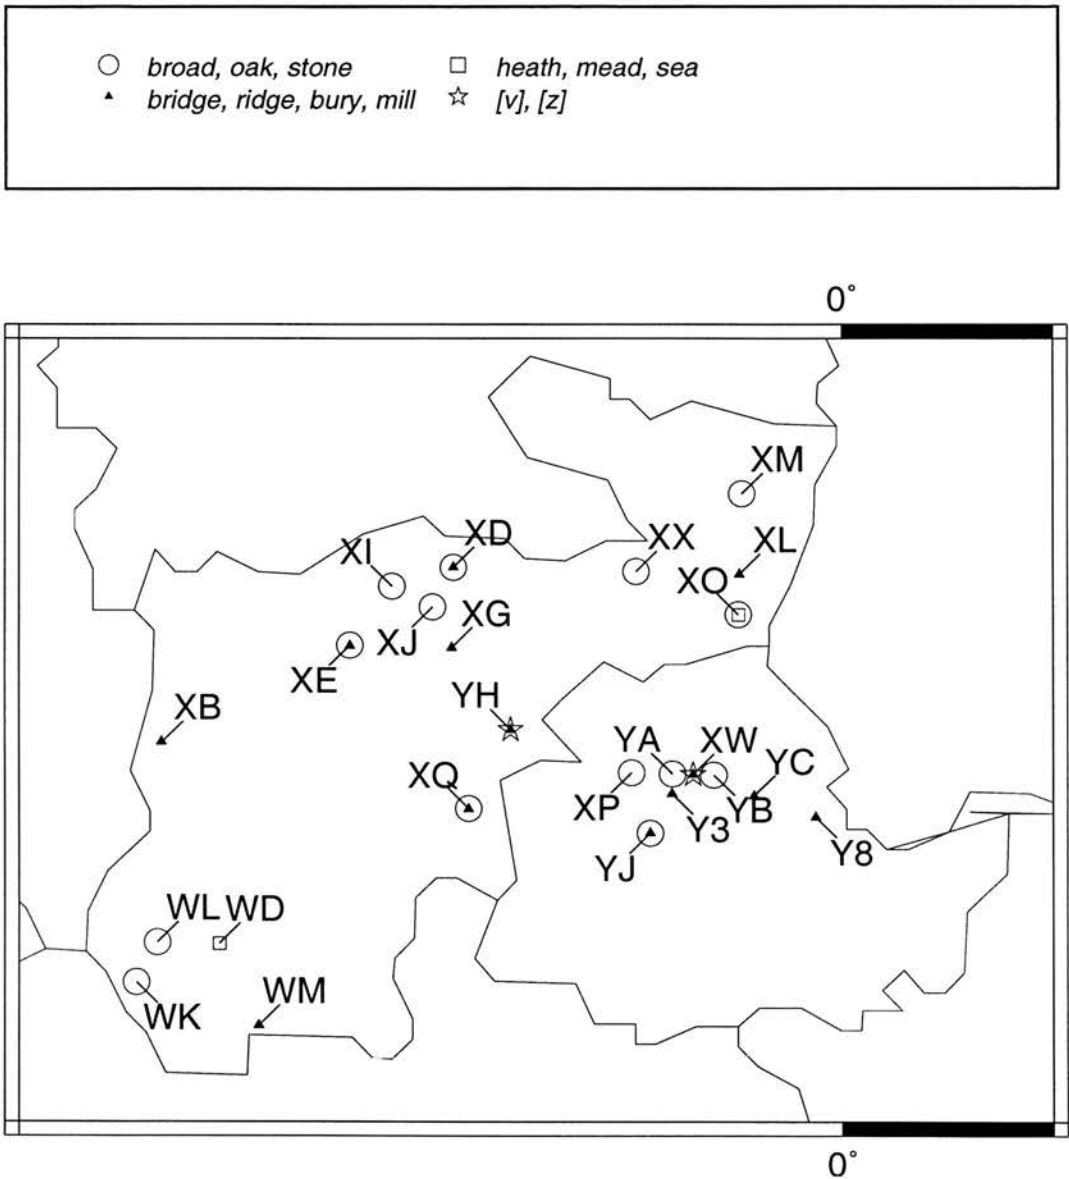 broad, oak, stone
heath, mead, sea
bridge, ridge, bury, mill
[v], [z]
0°
XM
XD
XI
XX
XL
XO
XG
XJ
XE
YH
XB
YA
XW
YC
XQ
XP
YB
Y3
Y8
YJ
WL
WD
WM
WK
0°